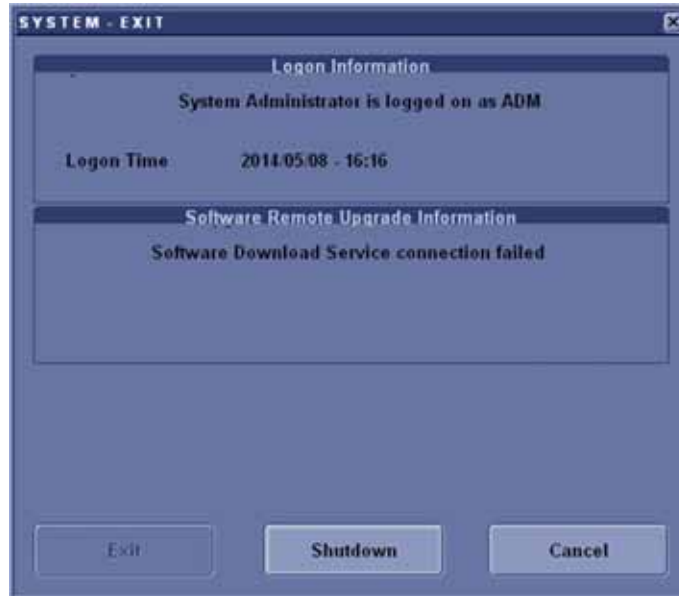 SYSTEM - EXIT
Logon Information
System Administrator is logged on as ADM
Logon Time 2014/05/08 - 16:16
Software Remote Upgrade Information
Software Download Service connection failed
Exit
Shutdown
Cancel